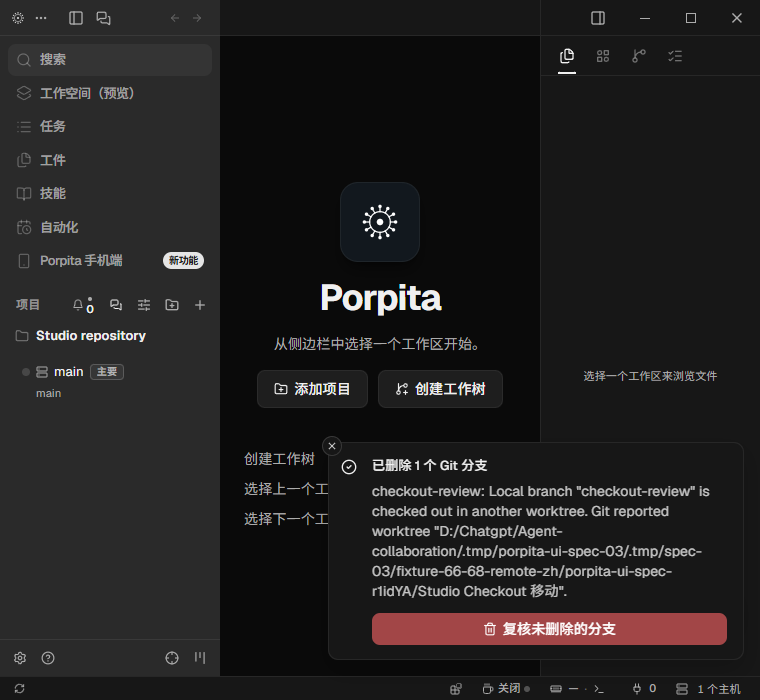 搜索
工作空间（预览）
任务
工件
技能
自动化
Porpita 手机端 新功能
项目 0
Studio repository
main 主要
main
Porpita
从侧边栏中选择一个工作区开始。
添加项目 创建工作树
创建工作树
选择上一个工
选择下一个工
选择一个工作区来浏览文件
已删除 1 个 Git 分支
checkout-review: Local branch "checkout-review" is
checked out in another worktree. Git reported
worktree "D:/Chatgpt/Agent-
collaboration/.tmp/porpita-ui-spec-03/.tmp/spec-
03/fixture-66-68-remote-zh/porpita-ui-spec-
r1idYA/Studio Checkout 移动".
复核未删除的分支
关闭 — · 0 1 个主机